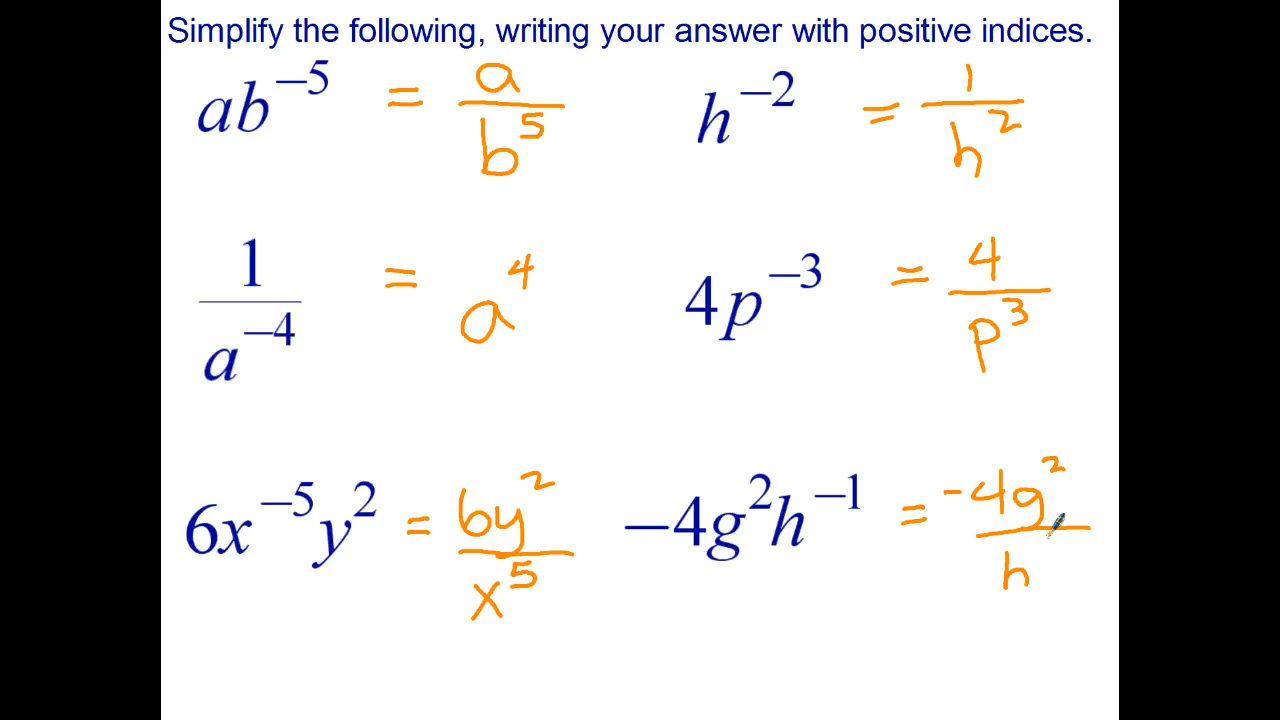 Simplify the following, writing your answer with positive indices.
ab⁻⁵ = a/b⁵
h⁻² = 1/h²
1/a⁻⁴ = a⁴
4p⁻³ = 4/p³
6x⁻⁵y² = 6y²/x⁵
−4g²h⁻¹ = -4g²/h